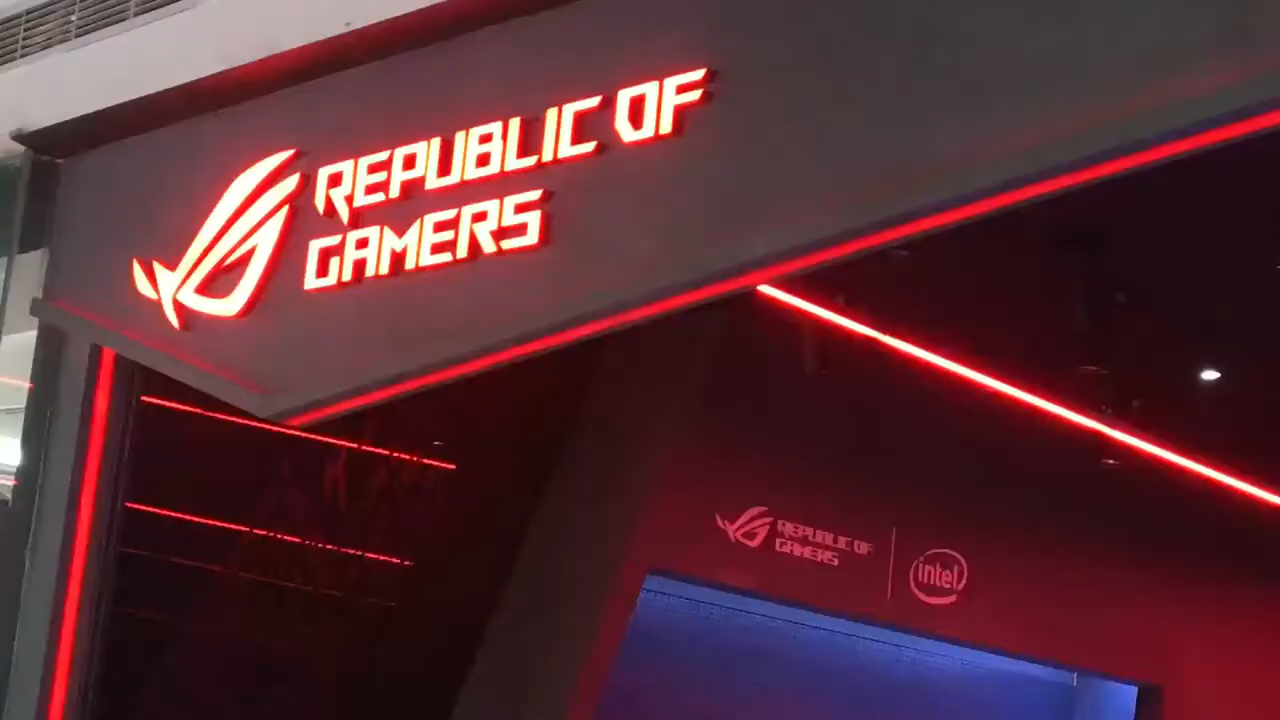 REPUBLIC OF
GAMERS
REPUBLIC OF
GAMERS
intel